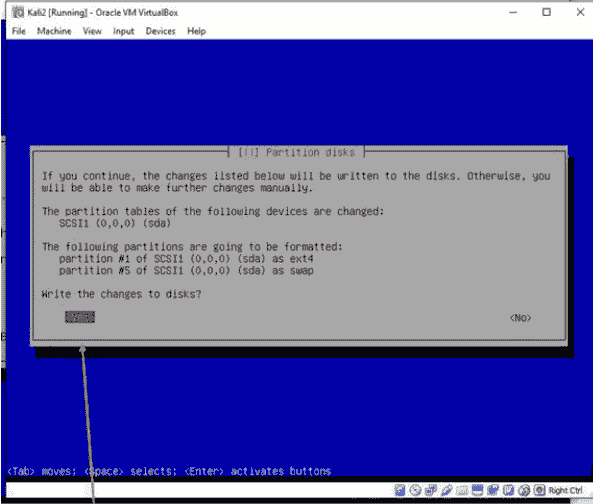 Kali2 [Running] - Oracle VM VirtualBox
File Machine View Input Devices Help
[!!] Partition disks
If you continue, the changes listed below will be written to the disks. Otherwise, you
will be able to make further changes manually.
The partition tables of the following devices are changed:
SCSI1 (0,0,0) (sda)
The following partitions are going to be formatted:
partition #1 of SCSI1 (0,0,0) (sda) as ext4
partition #5 of SCSI1 (0,0,0) (sda) as swap
Write the changes to disks?
<No>
<Tab> moves; <Space> selects; <Enter> activates buttons
Right Ctrl